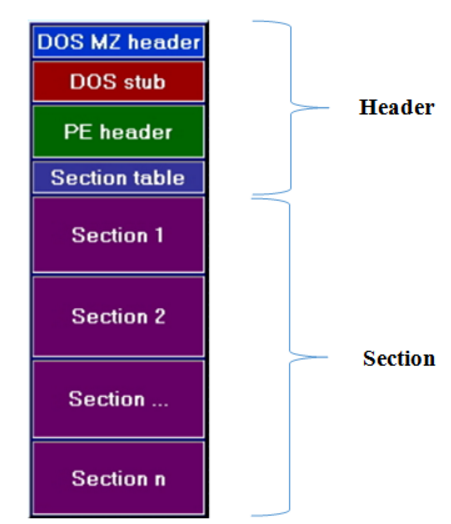 DOS MZ header
DOS stub
PE header
Section table
Section 1
Section 2
Section ...
Section n
Header
Section